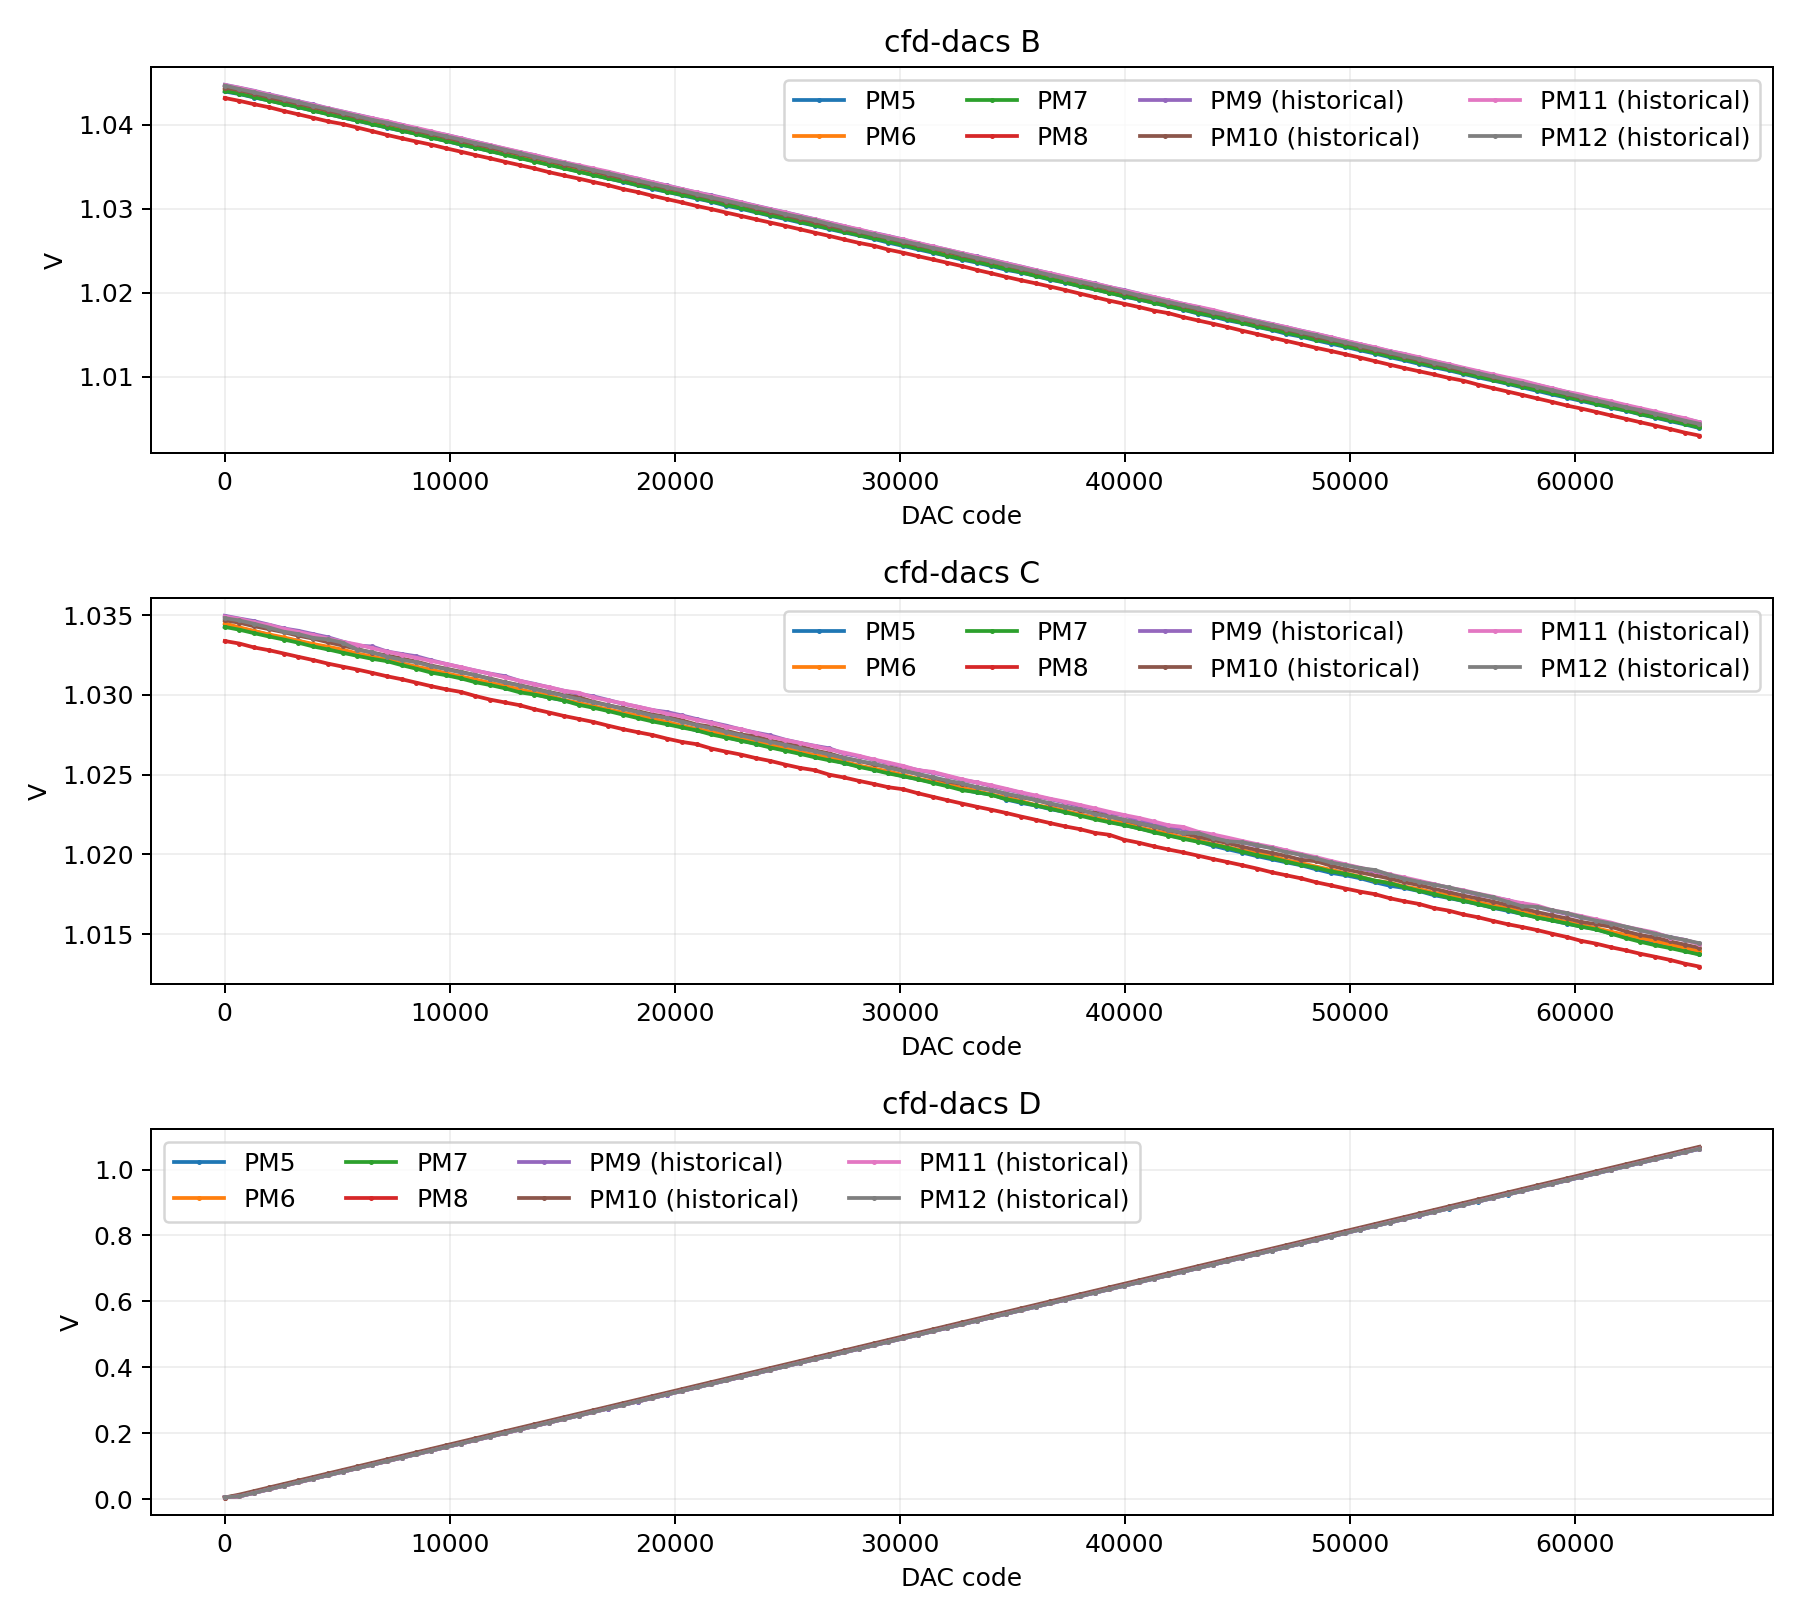 cfd-dacs B
PM5 PM7 PM9 (historical) PM11 (historical)
PM6 PM8 PM10 (historical) PM12 (historical)
1.04
1.03
1.02
1.01
V
0 10000 20000 30000 40000 50000 60000
DAC code
cfd-dacs C
PM5 PM7 PM9 (historical) PM11 (historical)
PM6 PM8 PM10 (historical) PM12 (historical)
1.035
1.030
1.025
1.020
1.015
V
0 10000 20000 30000 40000 50000 60000
DAC code
cfd-dacs D
PM5 PM7 PM9 (historical) PM11 (historical)
PM6 PM8 PM10 (historical) PM12 (historical)
1.0
0.8
0.6
0.4
0.2
0.0
V
0 10000 20000 30000 40000 50000 60000
DAC code